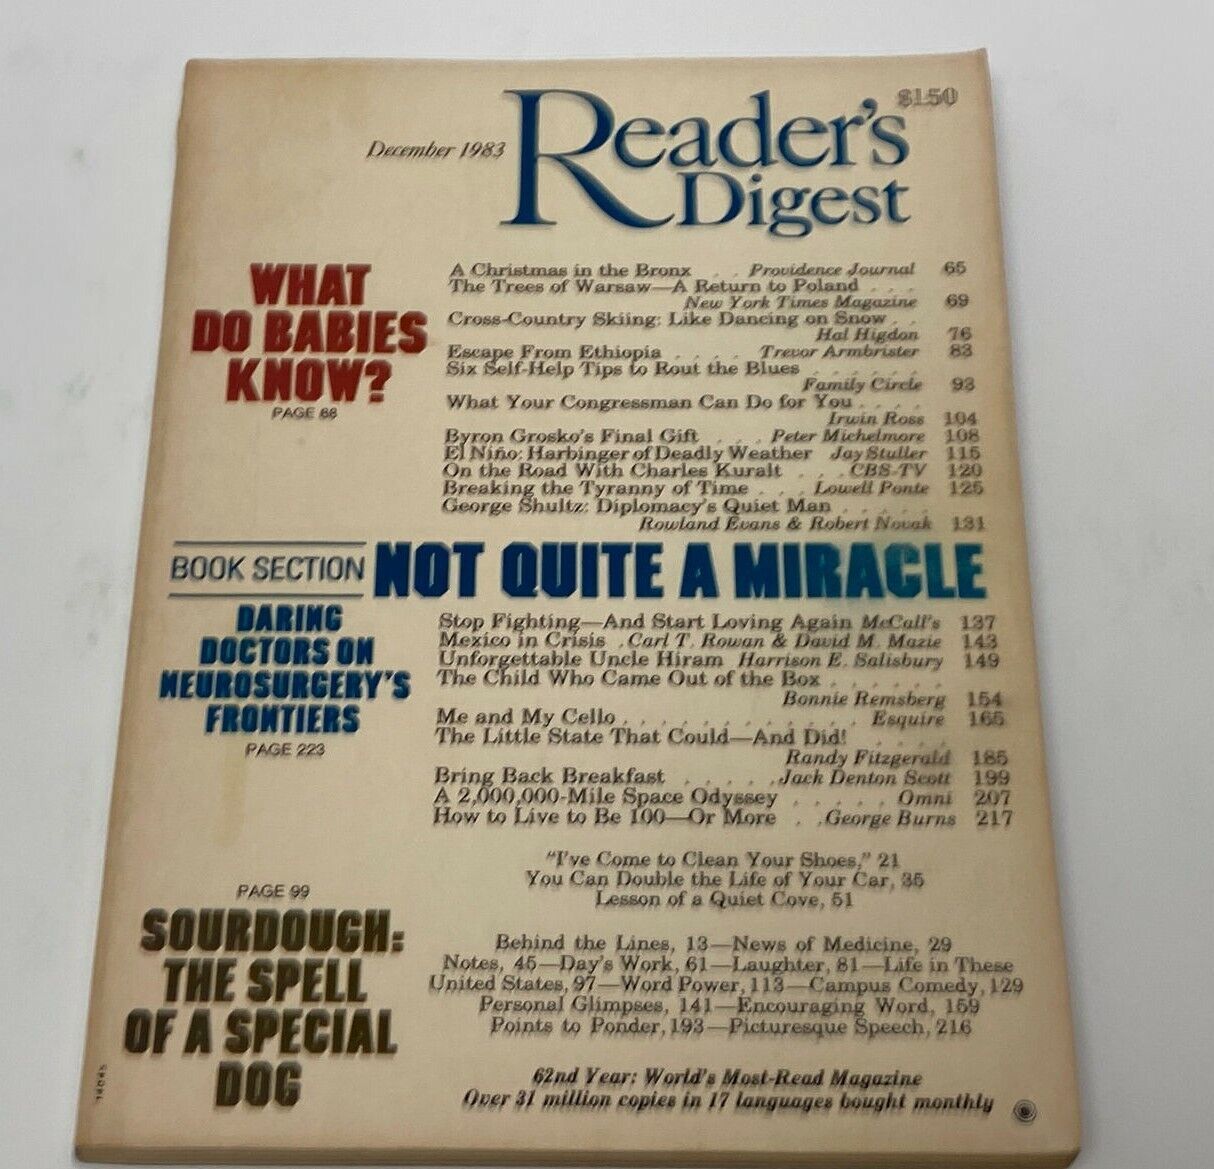 $1.50
December 1983
Reader's
Digest
WHAT
DO BABIES
KNOW?
PAGE 88
A Christmas in the Bronx . . Providence Journal 65
The Trees of Warsaw—A Return to Poland . . .
New York Times Magazine 69
Cross-Country Skiing: Like Dancing on Snow . .
Hal Higdon 76
Escape From Ethiopia . . . . Trevor Armbrister 83
Six Self-Help Tips to Rout the Blues . . . . . . .
Family Circle 93
What Your Congressman Can Do for You . . . .
Irwin Ross 104
Byron Grosko's Final Gift . . . Peter Michelmore 108
El Niño: Harbinger of Deadly Weather Jay Stuller 115
On the Road With Charles Kuralt . . . CBS-TV 120
Breaking the Tyranny of Time . . . Lowell Ponte 125
George Shultz: Diplomacy's Quiet Man . . . . .
Rowland Evans & Robert Novak 131
BOOK SECTION NOT QUITE A MIRACLE
DARING
DOCTORS ON
NEUROSURGERY'S
FRONTIERS
PAGE 223
Stop Fighting—And Start Loving Again McCall's 137
Mexico in Crisis . Carl T. Rowan & David M. Mazie 143
Unforgettable Uncle Hiram Harrison E. Salisbury 149
The Child Who Came Out of the Box . . . . . .
Bonnie Remsberg 154
Me and My Cello . . . . . . . . . . . . Esquire 165
The Little State That Could—And Did! . . . .
Randy Fitzgerald 185
Bring Back Breakfast . . . . . Jack Denton Scott 199
A 2,000,000-Mile Space Odyssey . . . . . Omni 207
How to Live to Be 100—Or More . . George Burns 217
"I've Come to Clean Your Shoes," 21
You Can Double the Life of Your Car, 35
Lesson of a Quiet Cove, 51
PAGE 99
SOURDOUGH:
THE SPELL
OF A SPECIAL
DOG
Behind the Lines, 13—News of Medicine, 29
Notes, 45—Day's Work, 61—Laughter, 81—Life in These
United States, 97—Word Power, 113—Campus Comedy, 129
Personal Glimpses, 141—Encouraging Word, 159
Points to Ponder, 193—Picturesque Speech, 216
62nd Year: World's Most-Read Magazine
Over 31 million copies in 17 languages bought monthly